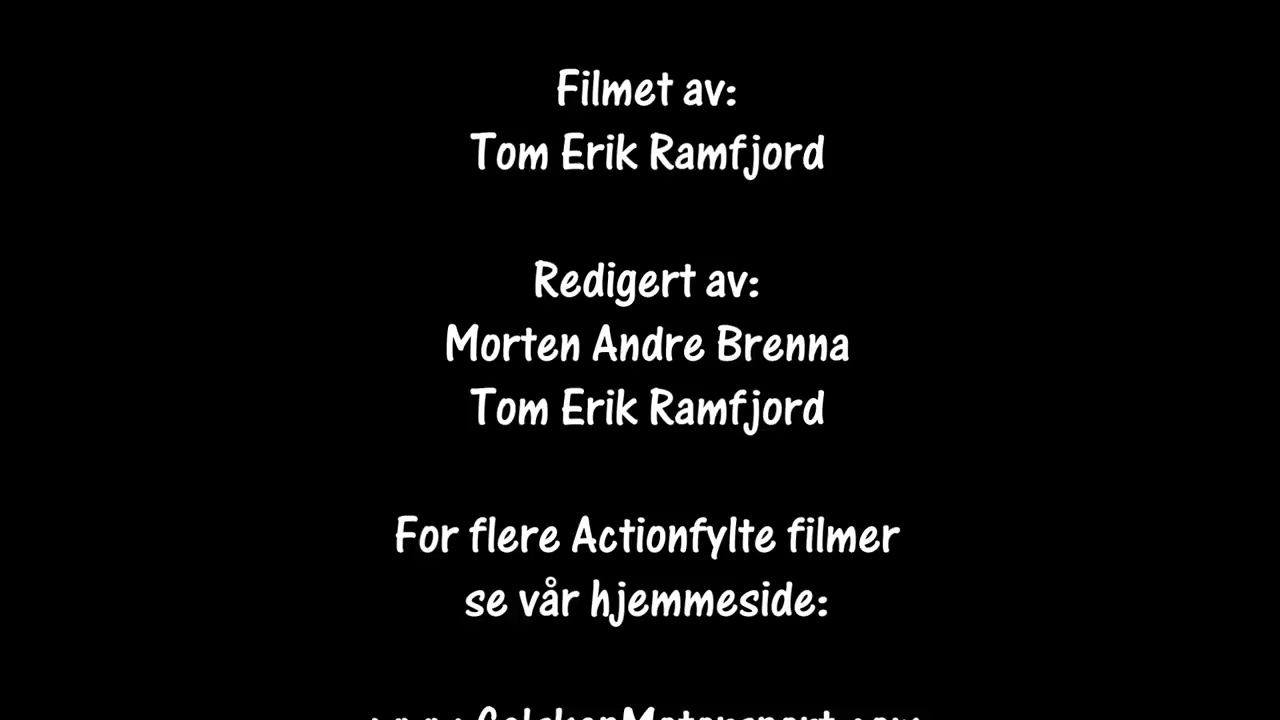 Filmet av:
Tom Erik Ramfjord
Redigert av:
Morten Andre Brenna
Tom Erik Ramfjord
For flere Actionfylte filmer
se vår hjemmeside: